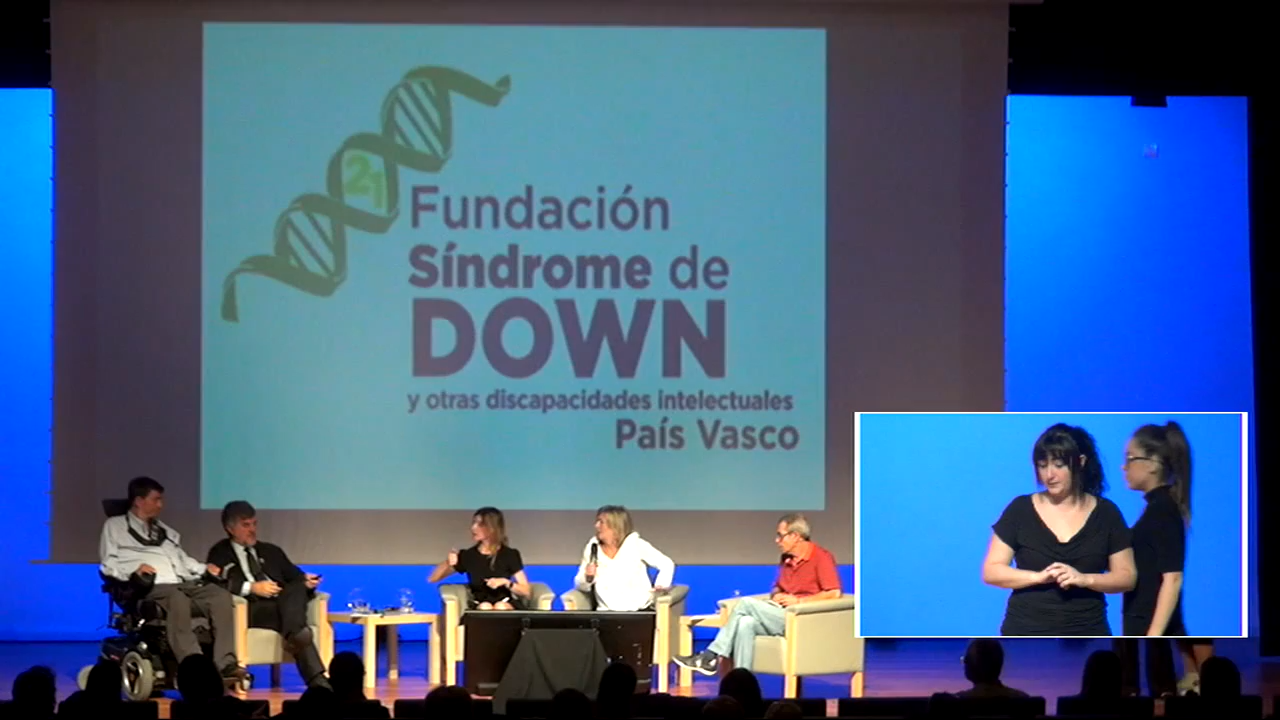 21
Fundación
Síndrome de
DOWN
y otras discapacidades intelectuales
País Vasco